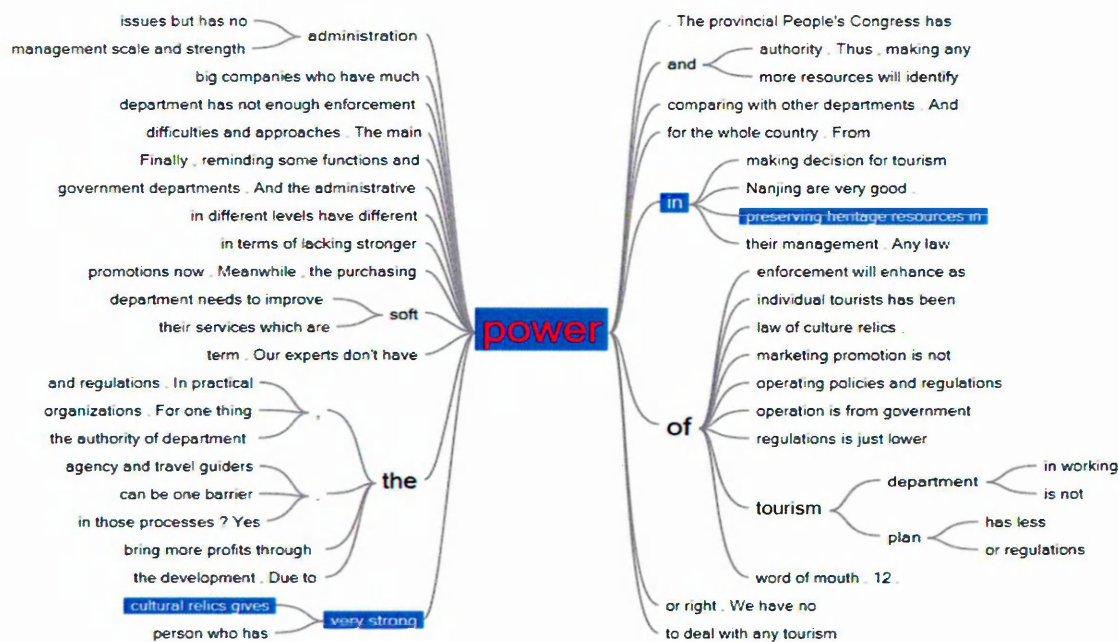 issues but has no
management scale and strength
administration
big companies who have much
department has not enough enforcement
difficulties and approaches . The main
Finally . reminding some functions and
government departments . And the administrative
in different levels have different
in terms of lacking stronger
promotions now . Meanwhile . the purchasing
department needs to improve
their services which are
soft
term . Our experts don't have
and regulations . In practical
organizations . For one thing
the authority of department
,
agency and travel guiders
can be one barrier
in those processes ? Yes
.
bring more profits through
the development . Due to
the
cultural relics gives
person who has
very strong
power
. The provincial People's Congress has
and
authority . Thus . making any
more resources will identify
comparing with other departments . And
for the whole country . From
in
making decision for tourism
Nanjing are very good .
preserving heritage resources in
their management . Any law
of
enforcement will enhance as
individual tourists has been
law of culture relics .
marketing promotion is not
operating policies and regulations
operation is from government
regulations is just lower
tourism
department
in working
is not
plan
has less
or regulations
word of mouth . 12 .
or right . We have no
to deal with any tourism